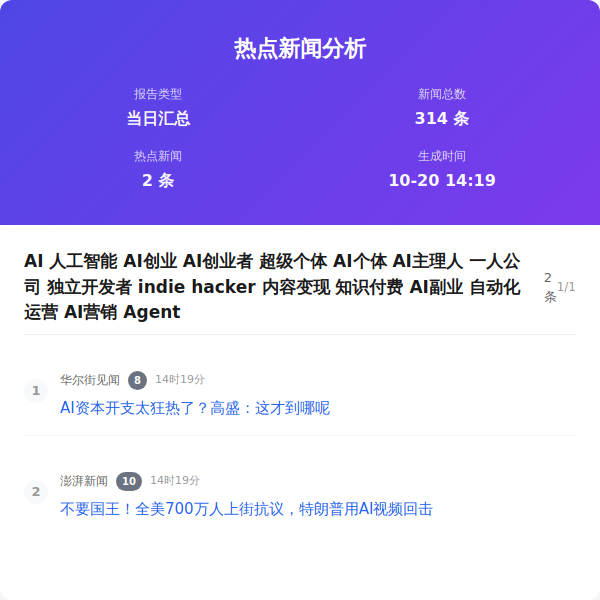 热点新闻分析
报告类型
当日汇总
新闻总数
314 条
热点新闻
2 条
生成时间
10-20 14:19
AI 人工智能 AI创业 AI创业者 超级个体 AI个体 AI主理人 一人公
司 独立开发者 indie hacker 内容变现 知识付费 AI副业 自动化
运营 AI营销 Agent
2
条
1/1
1
华尔街见闻 8 14时19分
AI资本开支太狂热了？高盛：这才到哪呢
2
澎湃新闻 10 14时19分
不要国王！全美700万人上街抗议，特朗普用AI视频回击